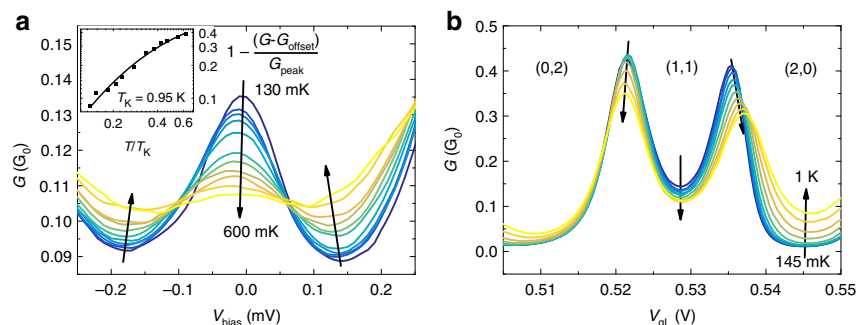 a
0.15
0.14
0.13
0.12
0.11
0.10
0.09
G (G0)
0.4
0.3
0.2
0.1
TK = 0.95 K
0.2 0.4 0.6
T/TK
1 − (G-Goffset)
Gpeak
130 mK
600 mK
−0.2 −0.1 0.0 0.1 0.2
Vbias (mV)
b
0.5
0.4
0.3
0.2
0.1
0.0
G (G0)
(0,2) (1,1) (2,0)
1 K
145 mK
0.51 0.52 0.53 0.54 0.55
Vgl (V)